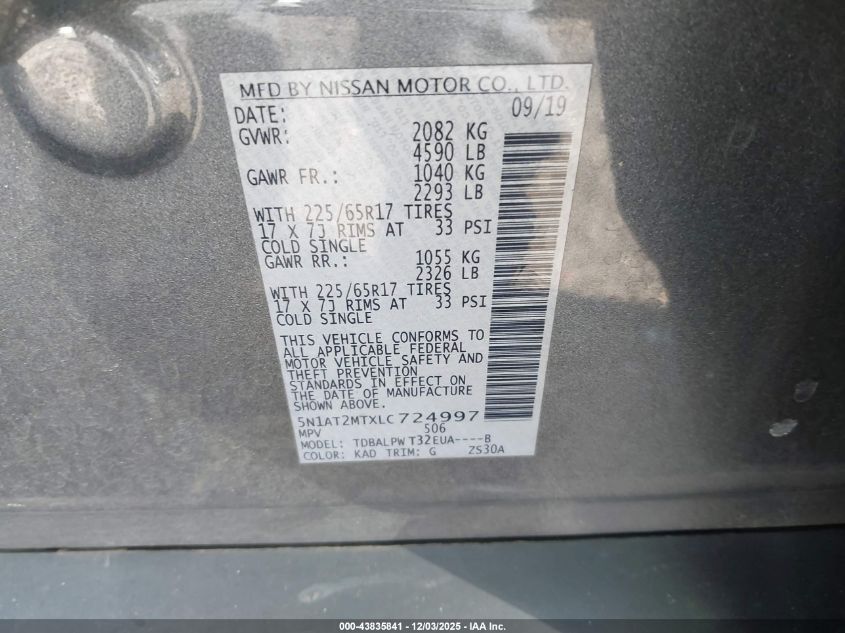 MFD BY NISSAN MOTOR CO., LTD.
DATE: 09/19
GVWR: 2082 KG
4590 LB
GAWR FR.: 1040 KG
2293 LB
WITH 225/65R17 TIRES
17 X 7J RIMS AT 33 PSI
COLD SINGLE
GAWR RR.: 1055 KG
2326 LB
WITH 225/65R17 TIRES
17 X 7J RIMS AT 33 PSI
COLD SINGLE
THIS VEHICLE CONFORMS TO
ALL APPLICABLE FEDERAL
MOTOR VEHICLE SAFETY AND
THEFT PREVENTION
STANDARDS IN EFFECT ON
THE DATE OF MANUFACTURE
SHOWN ABOVE.
5N1AT2MTXLC724997
MPV S06
MODEL: TDBALPW T32EUA----B
COLOR: KAD TRIM: G ZS30A
000-43835841 - 12/03/2025 - IAA Inc.